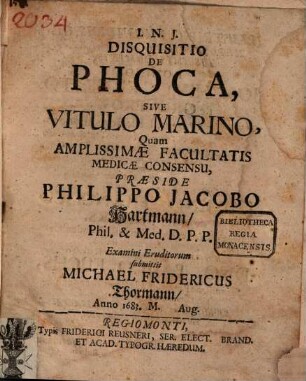 2034
I. N. J.
DISQUISITIO
DE
PHOCA,
SIVE
VITULO MARINO,
Quam
AMPLISSIMÆ FACULTATIS
MEDICÆ CONSENSU,
PRÆSIDE
PHILIPPO JACOBO
Hartmann/
Phil. & Med. D. P. P.
BIBLIOTHECA
REGIA
MONACENSIS.
Examini Eruditorum
submittit
MICHAEL FRIDERICUS
Thormann/
Anno 1683. M. Aug.
REGIOMONTI,
Typis FRIDERICI REUSNERI, SER. ELECT. BRAND.
ET ACAD. TYPOGR. HÆREDUM.